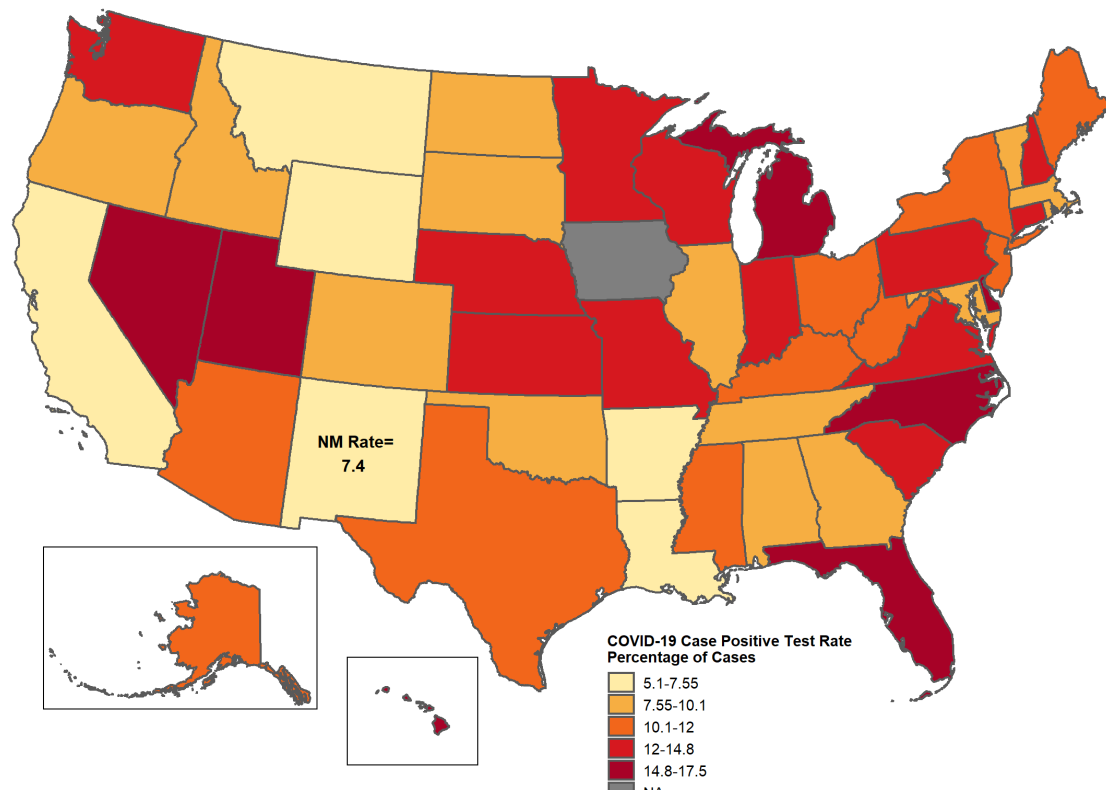 NM Rate=
7.4
COVID-19 Case Positive Test Rate
Percentage of Cases
5.1-7.55
7.55-10.1
10.1-12
12-14.8
14.8-17.5
NA